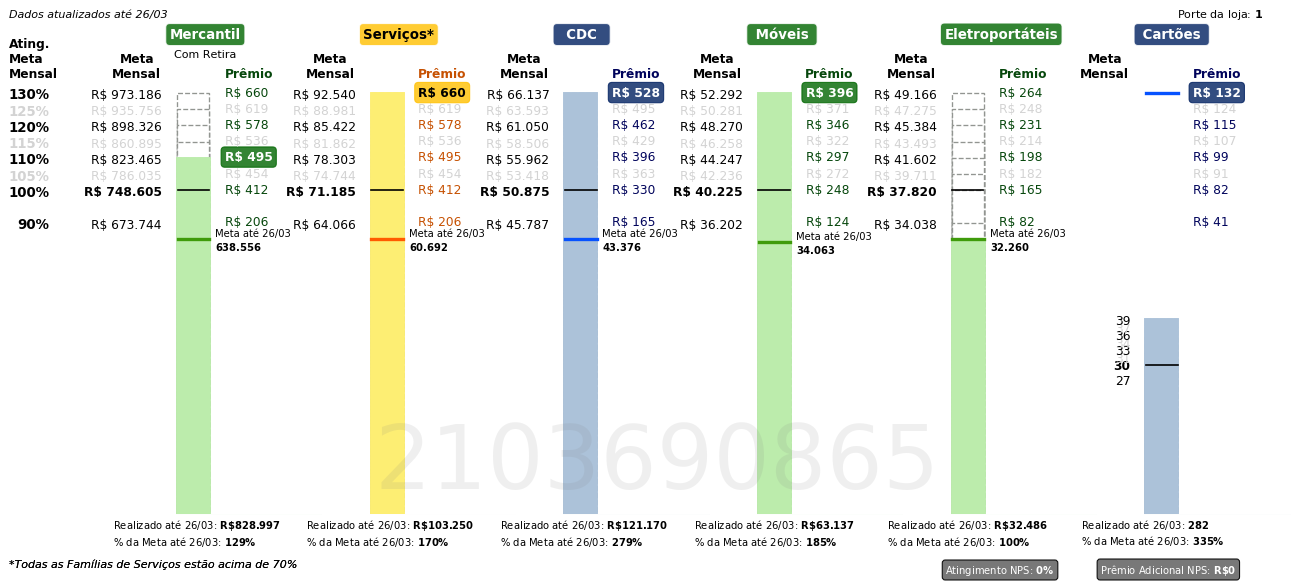 Dados atualizados até 26/03
Porte da loja: 1
Mercantil Serviços* CDC Móveis Eletroportáteis Cartões
Com Retira
Ating. Meta Mensal
Meta Mensal Prêmio Meta Mensal Prêmio Meta Mensal Prêmio Meta Mensal Prêmio Meta Mensal Prêmio Meta Mensal Prêmio
130% R$ 973.186 R$ 660 R$ 92.540 R$ 660 R$ 66.137 R$ 528 R$ 52.292 R$ 396 R$ 49.166 R$ 264 R$ 132
125% R$ 935.756 R$ 619 R$ 88.981 R$ 619 R$ 63.593 R$ 495 R$ 50.281 R$ 371 R$ 47.275 R$ 248 R$ 124
120% R$ 898.326 R$ 578 R$ 85.422 R$ 578 R$ 61.050 R$ 462 R$ 48.270 R$ 346 R$ 45.384 R$ 231 R$ 115
115% R$ 860.895 R$ 536 R$ 81.862 R$ 536 R$ 58.506 R$ 429 R$ 46.258 R$ 322 R$ 43.493 R$ 214 R$ 107
110% R$ 823.465 R$ 495 R$ 78.303 R$ 495 R$ 55.962 R$ 396 R$ 44.247 R$ 297 R$ 41.602 R$ 198 R$ 99
105% R$ 786.035 R$ 454 R$ 74.744 R$ 454 R$ 53.418 R$ 363 R$ 42.236 R$ 272 R$ 39.711 R$ 182 R$ 91
100% R$ 748.605 R$ 412 R$ 71.185 R$ 412 R$ 50.875 R$ 330 R$ 40.225 R$ 248 R$ 37.820 R$ 165 R$ 82
90% R$ 673.744 R$ 206 R$ 64.066 R$ 206 R$ 45.787 R$ 165 R$ 36.202 R$ 124 R$ 34.038 R$ 82 R$ 41
Meta até 26/03 Meta até 26/03 Meta até 26/03 Meta até 26/03 Meta até 26/03
638.556 60.692 43.376 34.063 32.260
39
36
33
30
27
2103690865
Realizado até 26/03: R$828.997 Realizado até 26/03: R$103.250 Realizado até 26/03: R$121.170 Realizado até 26/03: R$63.137 Realizado até 26/03: R$32.486 Realizado até 26/03: 282
% da Meta até 26/03: 129% % da Meta até 26/03: 170% % da Meta até 26/03: 279% % da Meta até 26/03: 185% % da Meta até 26/03: 100% % da Meta até 26/03: 335%
*Todas as Famílias de Serviços estão acima de 70%
Atingimento NPS: 0% Prêmio Adicional NPS: R$0